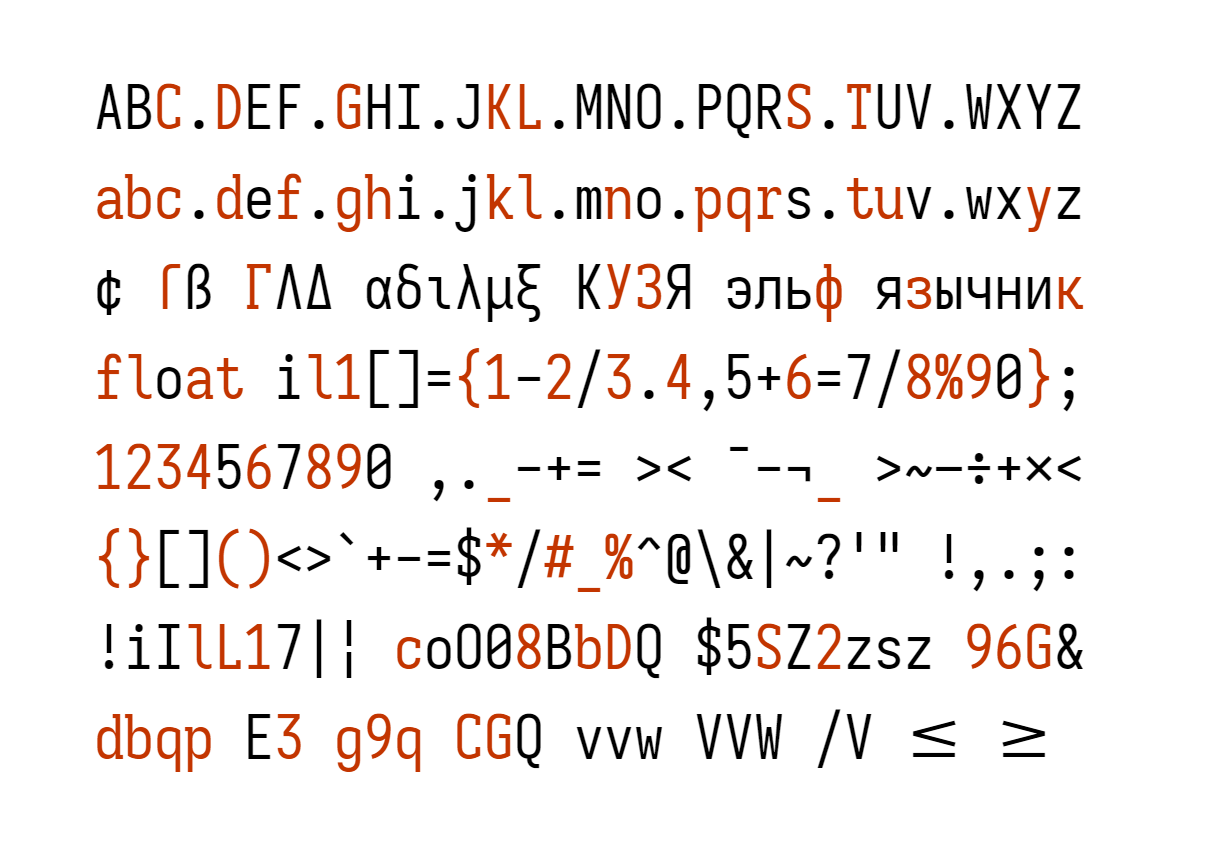 ABC.DEF.GHI.JKL.MNO.PQRS.TUV.WXYZ
abc.def.ghi.jkl.mno.pqrs.tuv.wxyz
¢ ſß ΓΛΔ αδιλμξ КУЗЯ эльф язычник
float il1[]={1-2/3.4,5+6=7/8%90};
1234567890 ,._-+= >< ¯-¬_ >~–÷+×<
{}[]()<>`+-=$*/#_%^@\&|~?'" !,.;:
!iIlL17|¦ coO08BbDQ $5SZ2zsz 96G&
dbqp E3 g9q CGQ vvw VVW /V ≤ ≥